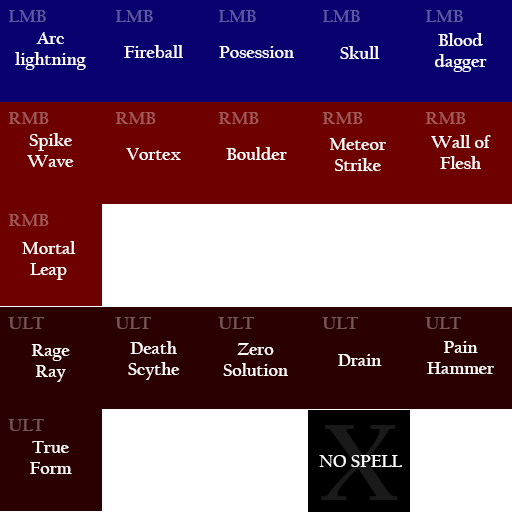 LMB LMB LMB LMB LMB
Arc
lightning
Fireball
Posession
Skull
Blood
dagger
RMB RMB RMB RMB RMB
Spike
Wave
Vortex
Boulder
Meteor
Strike
Wall of
Flesh
RMB
Mortal
Leap
ULT ULT ULT ULT ULT
Rage
Ray
Death
Scythe
Zero
Solution
Drain
Pain
Hammer
ULT
True
Form
X
NO SPELL